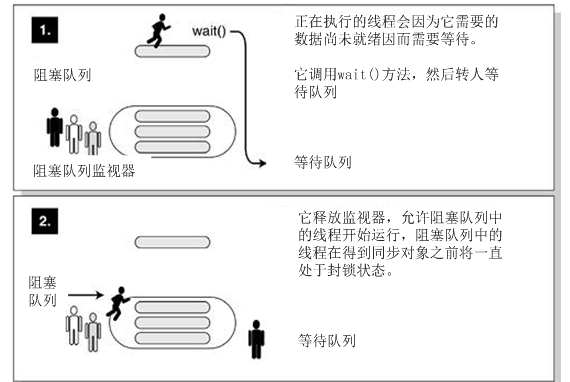 1.
wait()
正在执行的线程会因为它需要的
数据尚未就绪因而需要等待。
阻塞队列
它调用wait()方法，然后转人等
待队列
阻塞队列监视器
等待队列
2.
它释放监视器，允许阻塞队列中
的线程开始运行，阻塞队列中的
线程在得到同步对象之前将一直
处于封锁状态。
阻塞
队列
等待队列